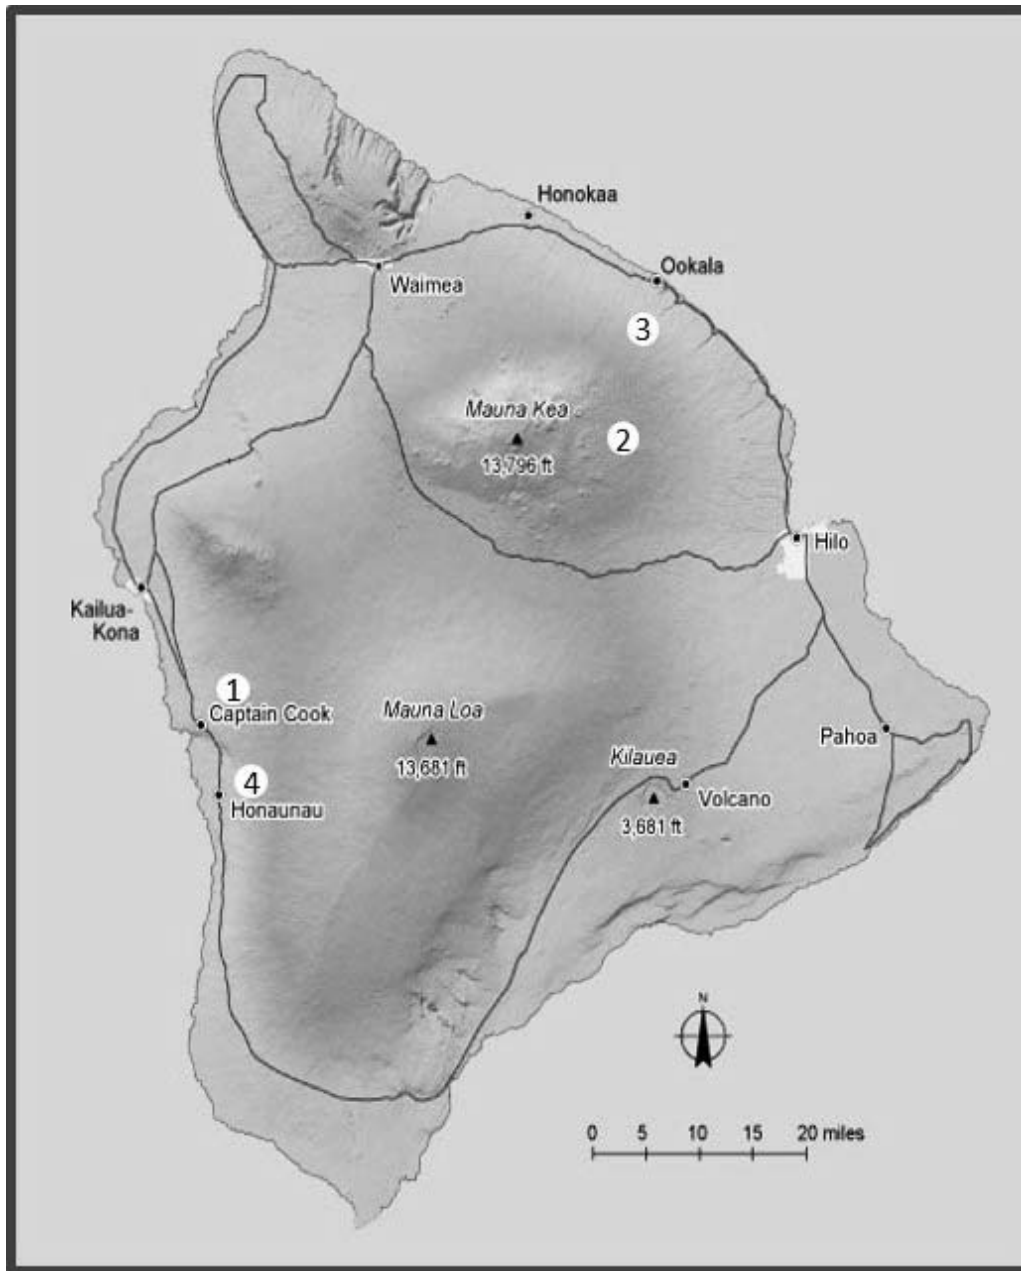 Honokaa
Ookala
Waimea
3
Mauna Kea
13,796 ft
2
Hilo
Kailua-
Kona
1
Captain Cook
Mauna Loa
13,681 ft
Pahoa
Kilauea
4
Honaunau
Volcano
3,681 ft
N
0 5 10 15 20 miles